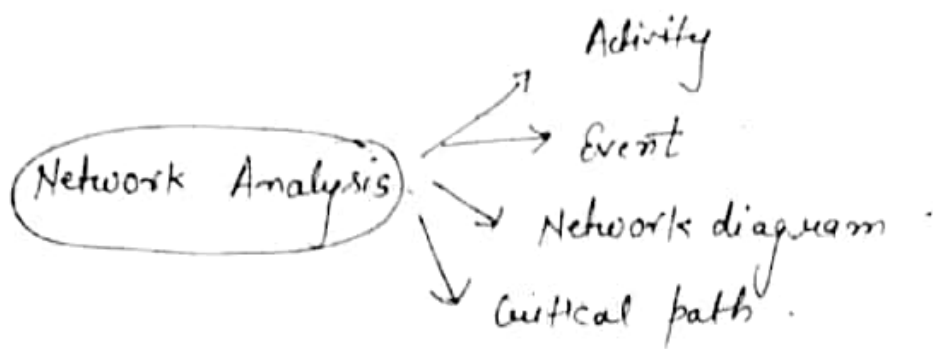 Activity
Event
Network Analysis
Network diagram
Critical path.